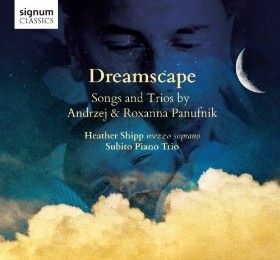 signum
CLASSICS
Dreamscape
Songs and Trios by
Andrzej & Roxanna Panufnik
Heather Shipp mezzo soprano
Subito Piano Trio